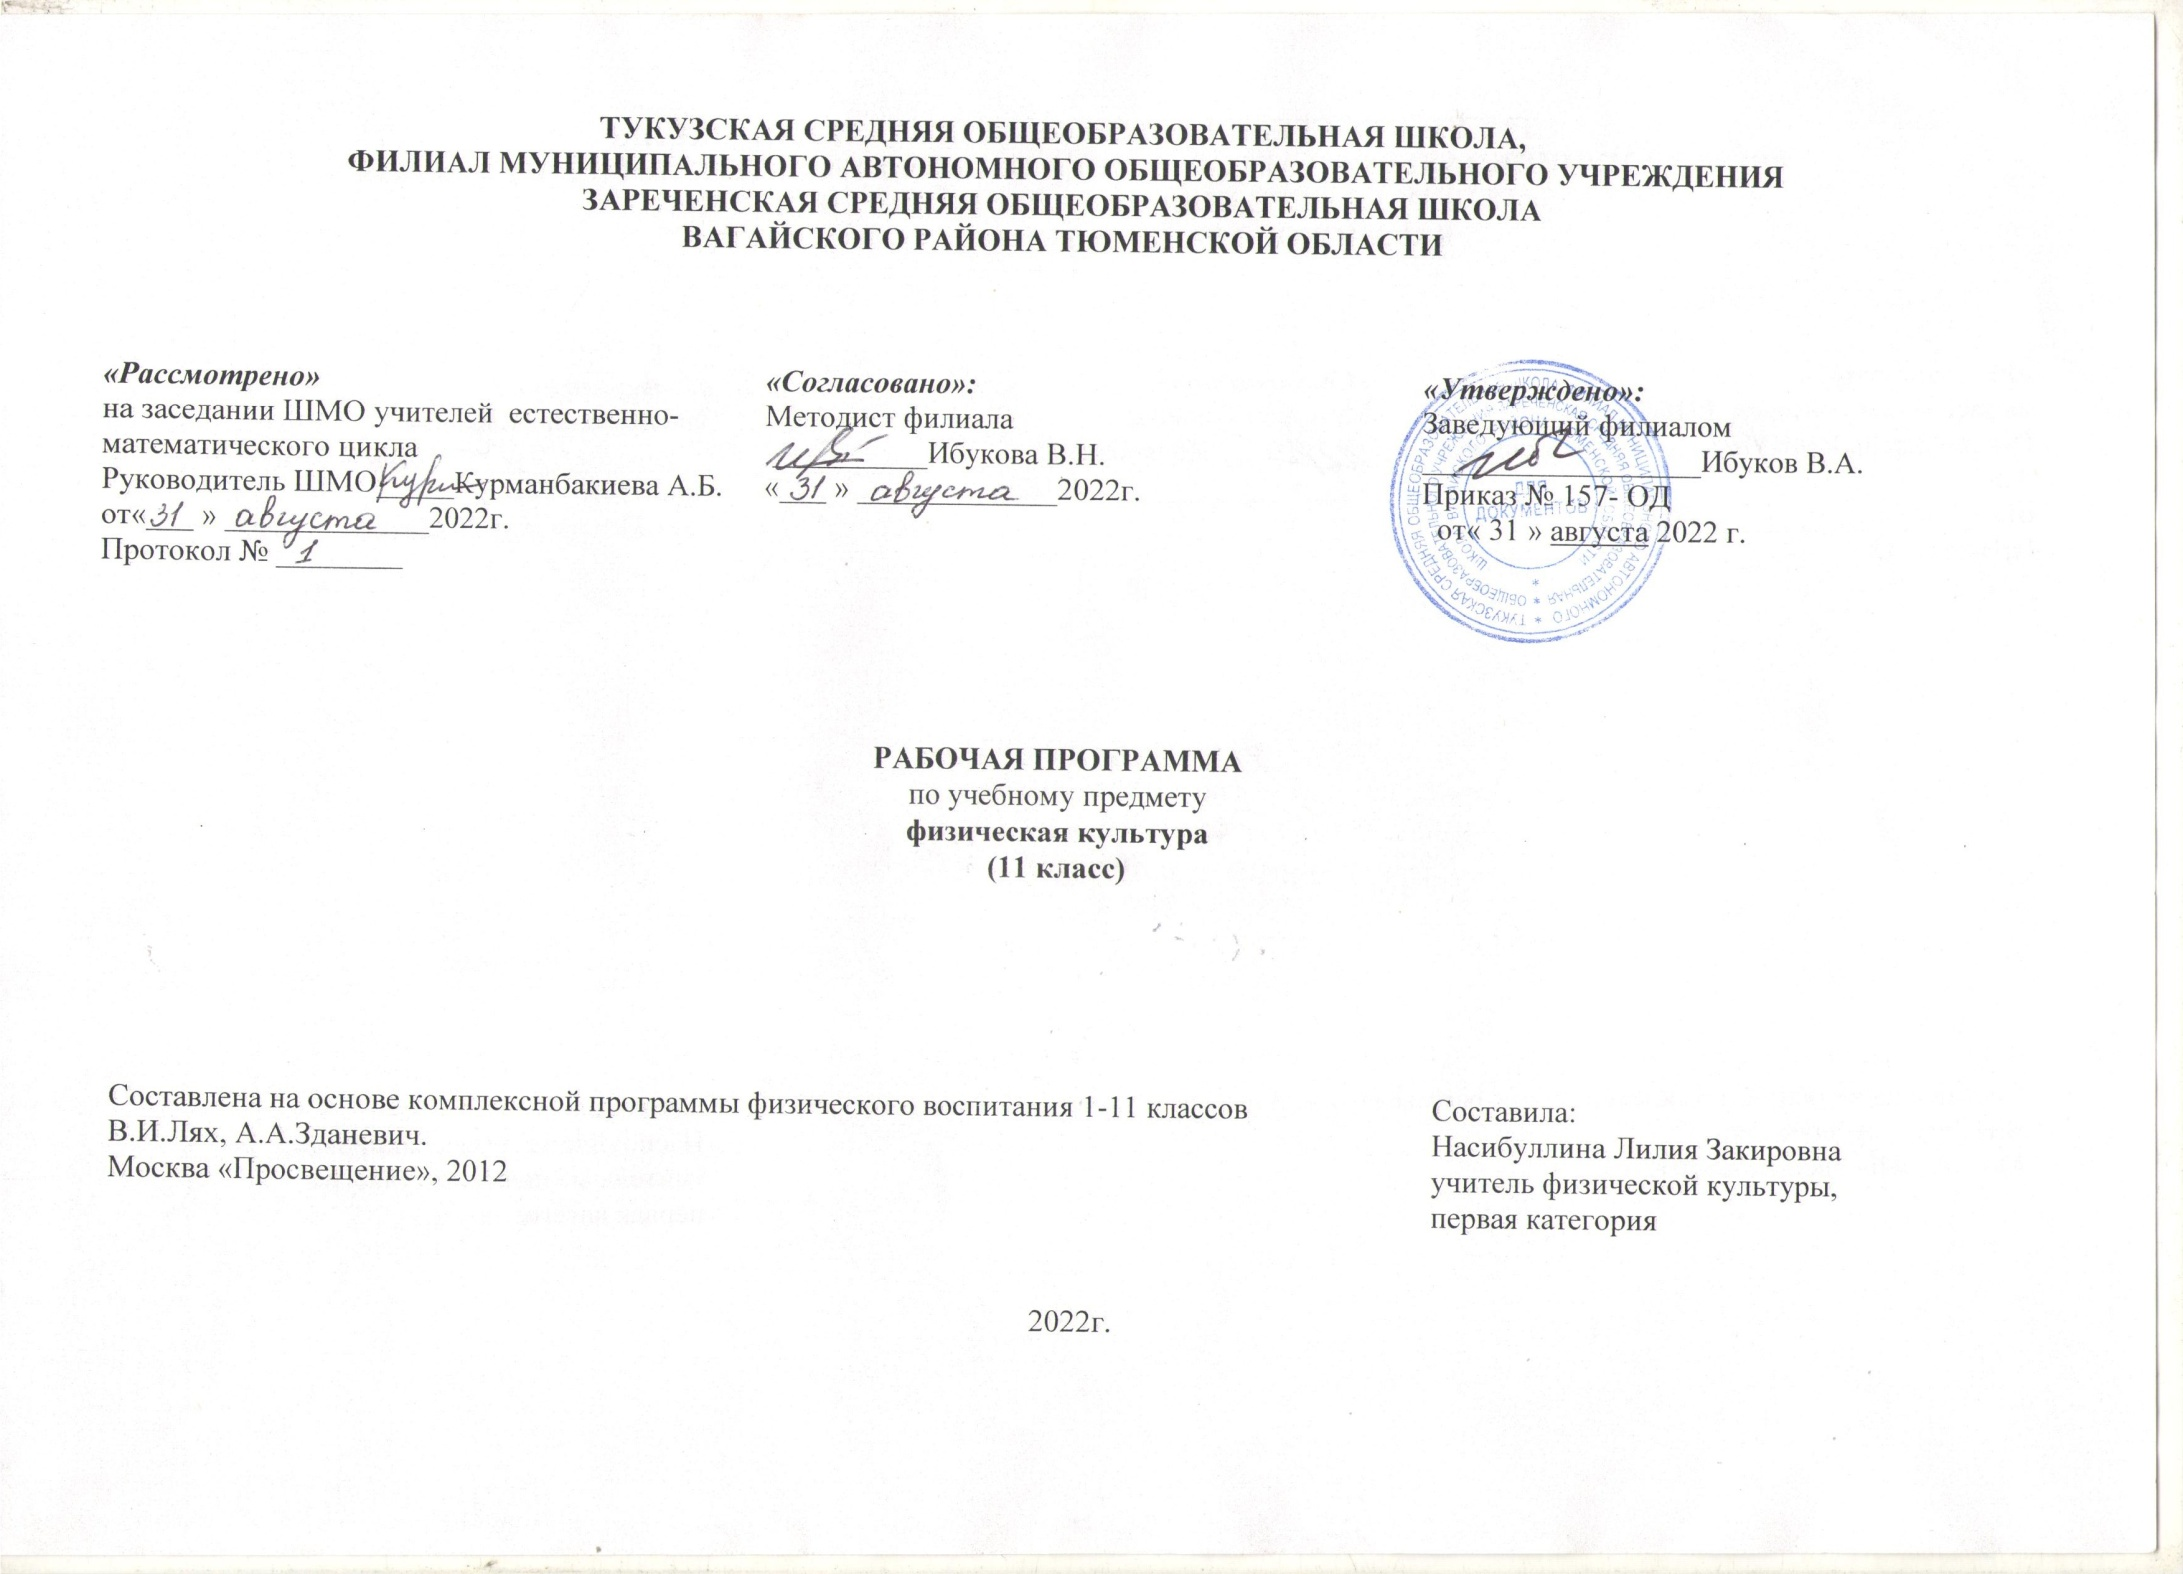 ТУКУЗСКАЯ СРЕДНЯЯ ОБЩЕОБРАЗОВАТЕЛЬНАЯ ШКОЛА,
ФИЛИАЛ МУНИЦИПАЛЬНОГО АВТОНОМНОГО ОБЩЕОБРАЗОВАТЕЛЬНОГО УЧРЕЖДЕНИЯ
ЗАРЕЧЕНСКАЯ СРЕДНЯЯ ОБЩЕОБРАЗОВАТЕЛЬНАЯ ШКОЛА
ВАГАЙСКОГО РАЙОНА ТЮМЕНСКОЙ ОБЛАСТИ
«Рассмотрено»
на заседании ШМО учителей естественно-
математического цикла
Руководитель ШМО Курманбакиева А.Б.
от« 31 » августа 2022г.
Протокол № 1
«Согласовано»:
Методист филиала
Ибукова В.Н.
« 31 » августа 2022г.
«Утверждено»:
Заведующий филиалом
Ибуков В.А.
Приказ № 157- ОД
от« 31 » августа 2022 г.
ДЛЯ
ДОКУМЕНТОВ
РАБОЧАЯ ПРОГРАММА
по учебному предмету
физическая культура
(11 класс)
Составлена на основе комплексной программы физического воспитания 1-11 классов
В.И.Лях, А.А.Зданевич.
Москва «Просвещение», 2012
Составила:
Насибуллина Лилия Закировна
учитель физической культуры,
первая категория
2022г.